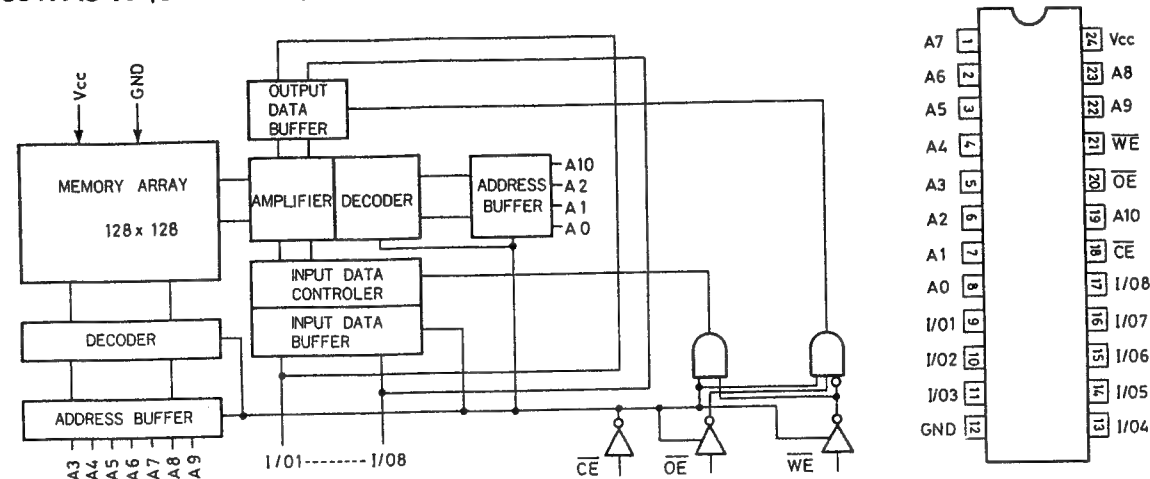 Vcc
GND
MEMORY ARRAY
128 x 128
OUTPUT
DATA
BUFFER
AMPLIFIER
DECODER
ADDRESS
BUFFER
A10
A2
A1
A0
INPUT DATA
CONTROLER
INPUT DATA
BUFFER
DECODER
ADDRESS BUFFER
A3
A4
A5
A6
A7
A8
A9
I/01--------I/08
CE
OE
WE
A7 1
A6 2
A5 3
A4 4
A3 5
A2 6
A1 7
A0 8
I/01 9
I/02 10
I/03 11
GND 12
24 Vcc
23 A8
22 A9
21 WE
20 OE
19 A10
18 CE
17 I/08
16 I/07
15 I/06
14 I/05
13 I/04